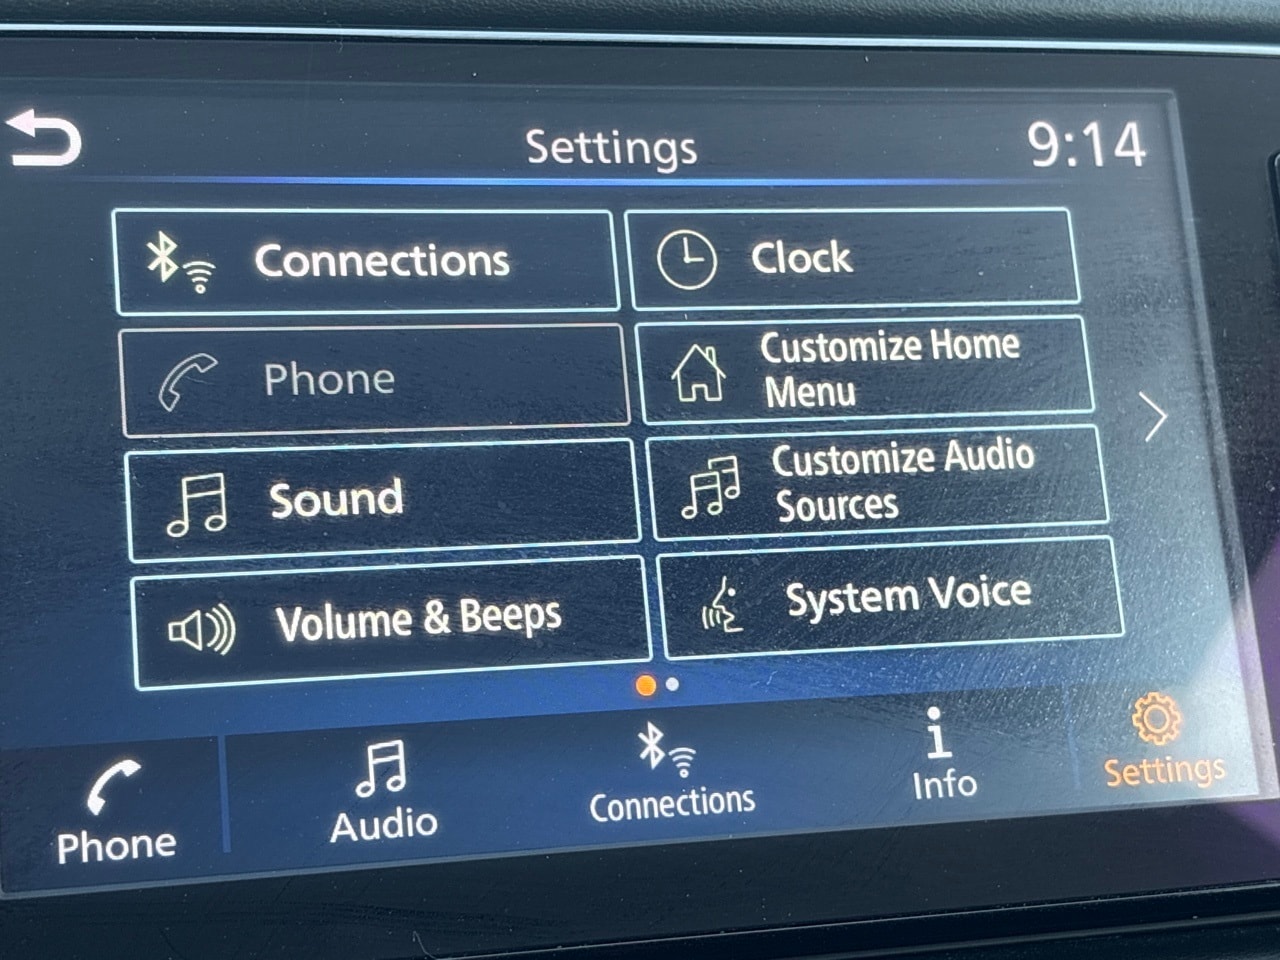 Settings
9:14
Connections
Clock
Phone
Customize Home
Menu
Sound
Customize Audio
Sources
Volume & Beeps
System Voice
Phone
Audio
Connections
Info
Settings